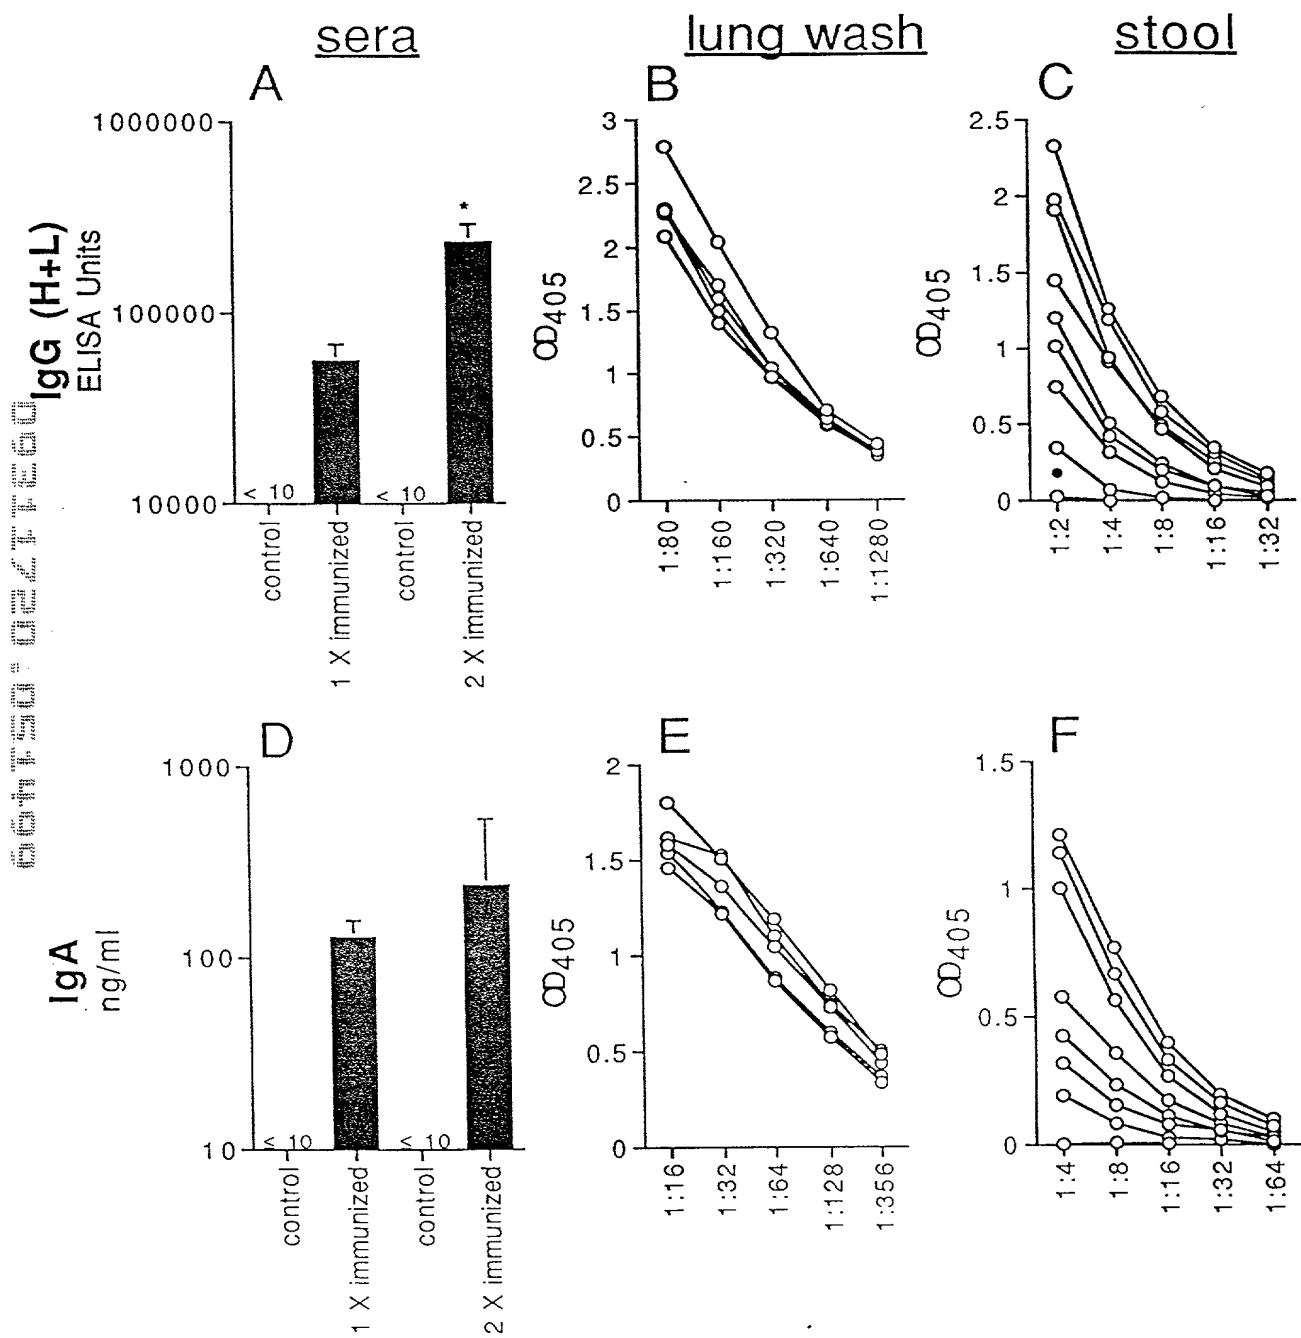 sera
lung wash
stool
A
B
C
IgG (H+L)
ELISA Units
1000000
100000
10000
< 10
< 10
control
1 X immunized
control
2 X immunized
*
OD405
3
2.5
2
1.5
1
0.5
0
1:80
1:160
1:320
1:640
1:1280
OD405
2.5
2
1.5
1
0.5
0
1:2
1:4
1:8
1:16
1:32
D
E
F
IgA
ng/ml
1000
100
10
< 10
< 10
control
1 X immunized
control
2 X immunized
OD405
2
1.5
1
0.5
0
1:16
1:32
1:64
1:128
1:356
OD405
1.5
1
0.5
0
1:4
1:8
1:16
1:32
1:64